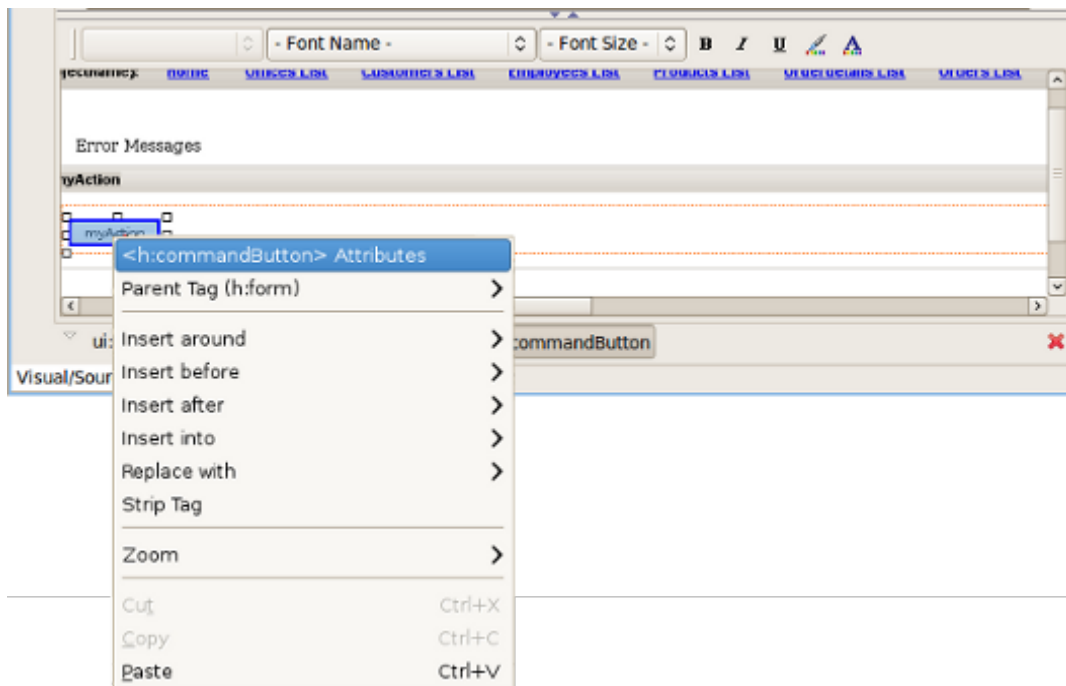 - Font Name -
- Font Size -
B I U A
home Offices List Customers List Employees List Products List Orderdetails List Orders List
Error Messages
myAction
<h:commandButton> Attributes
Parent Tag (h:form)
ui:
Insert around
commandButton
Visual/Sour
Insert before
Insert after
Insert into
Replace with
Strip Tag
Zoom
Cut Ctrl+X
Copy Ctrl+C
Paste Ctrl+V